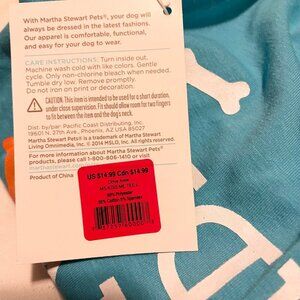 With Martha Stewart Pets®, your dog will
always be dressed in the latest fashions.
Our apparel is comfortable, functional,
and easy for your dog to wear.
CARE INSTRUCTIONS: Turn inside out.
Machine wash cold with like colors. Gentle
cycle. Only non-chlorine bleach when needed.
Tumble dry low. Remove promptly.
Do not iron on print or decoration.
CAUTION: This item is intended to be used for a short duration
under close supervision. Fit should allow room for two fingers
to fit between the item and the dog.
Dist. by/par: Pacific Coast Distributing, Inc.
19601 N. 27th Ave., Phoenix, AZ 85027
Martha Stewart Pets® is a trademark of Martha Stewart
Living Omnimedia, Inc. © 2014 MSLO, Inc. All rights reserved.
For more information about Martha Stewart Pets®
products, please call 1-800-806-1410 or visit
Product of China
US $14.99 Cdn $14.99